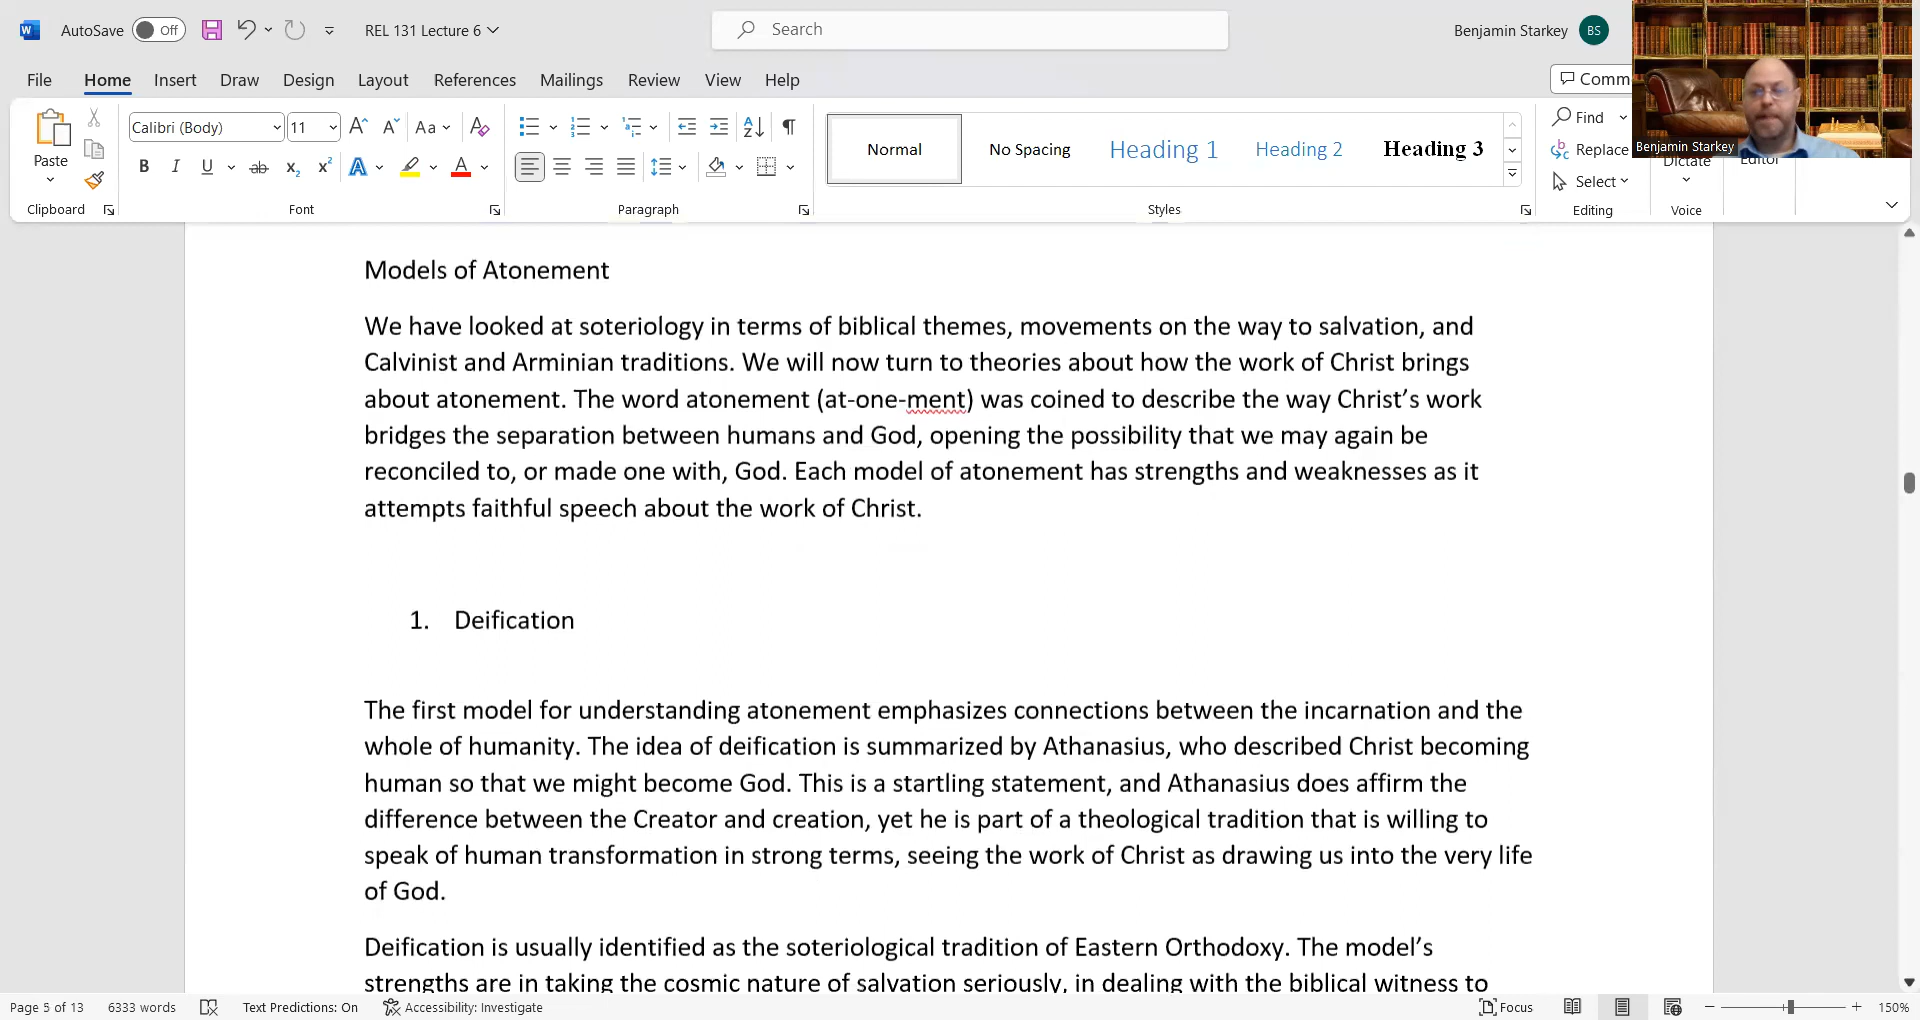 AutoSave Off REL 131 Lecture 6 Search Benjamin Starkey BS
File Home Insert Draw Design Layout References Mailings Review View Help Comm
Paste Calibri (Body) 11 A A Aa A Normal No Spacing Heading 1 Heading 2 Heading 3 Find Benjamin Starkey
B I U ab x2 x2 A A Replace Dictate Editor
Select
Clipboard Font Paragraph Styles Editing Voice
Models of Atonement
We have looked at soteriology in terms of biblical themes, movements on the way to salvation, and
Calvinist and Arminian traditions. We will now turn to theories about how the work of Christ brings
about atonement. The word atonement (at-one-ment) was coined to describe the way Christ’s work
bridges the separation between humans and God, opening the possibility that we may again be
reconciled to, or made one with, God. Each model of atonement has strengths and weaknesses as it
attempts faithful speech about the work of Christ.
1. Deification
The first model for understanding atonement emphasizes connections between the incarnation and the
whole of humanity. The idea of deification is summarized by Athanasius, who described Christ becoming
human so that we might become God. This is a startling statement, and Athanasius does affirm the
difference between the Creator and creation, yet he is part of a theological tradition that is willing to
speak of human transformation in strong terms, seeing the work of Christ as drawing us into the very life
of God.
Deification is usually identified as the soteriological tradition of Eastern Orthodoxy. The model’s
strengths are in taking the cosmic nature of salvation seriously, in dealing with the biblical witness to
Page 5 of 13 6333 words Text Predictions: On Accessibility: Investigate Focus 150%